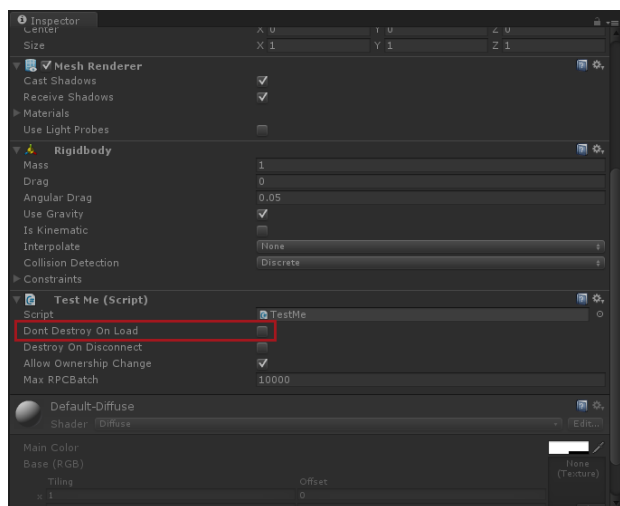 Inspector
Center X 0 Y 0 Z 0
Size X 1 Y 1 Z 1
Mesh Renderer
Cast Shadows
Receive Shadows
Materials
Use Light Probes
Rigidbody
Mass 1
Drag 0
Angular Drag 0.05
Use Gravity
Is Kinematic
Interpolate None
Collision Detection Discrete
Constraints
Test Me (Script)
Script TestMe
Dont Destroy On Load
Destroy On Disconnect
Allow Ownership Change
Max RPCBatch 10000
Default-Diffuse
Shader Diffuse Edit...
Main Color
Base (RGB) None
(Texture)
Tiling Offset
x 1 0